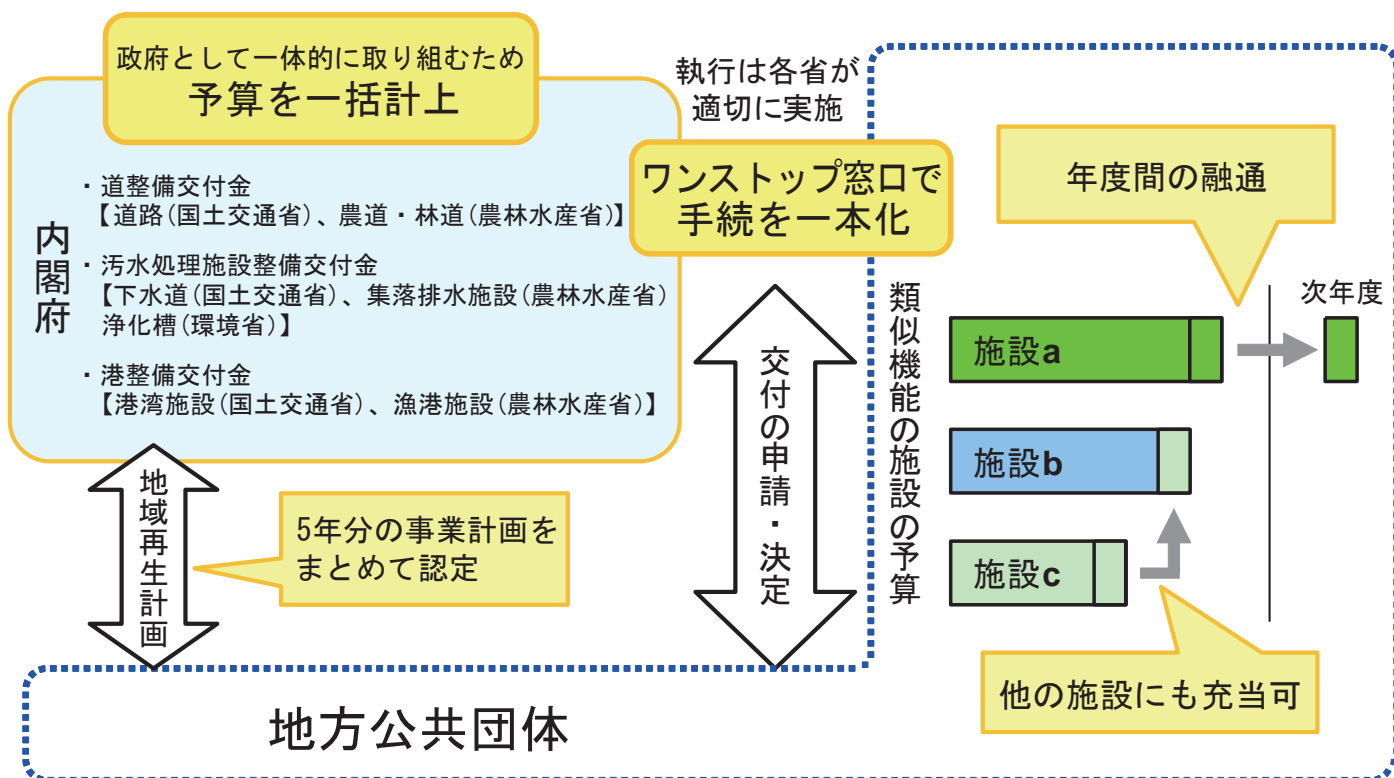 政府として一体的に取り組むため
予算を一括計上
執行は各省が
適切に実施
ワンストップ窓口で
手続を一本化
内閣府
・道整備交付金
【道路(国土交通省)、農道・林道(農林水産省)】
・汚水処理施設整備交付金
【下水道(国土交通省)、集落排水施設(農林水産省)
浄化槽(環境省)】
・港整備交付金
【港湾施設(国土交通省)、漁港施設(農林水産省)】
地域再生計画
5年分の事業計画を
まとめて認定
交付の申請・決定
類似機能の施設の予算
年度間の融通
次年度
施設a
施設b
施設c
他の施設にも充当可
地方公共団体